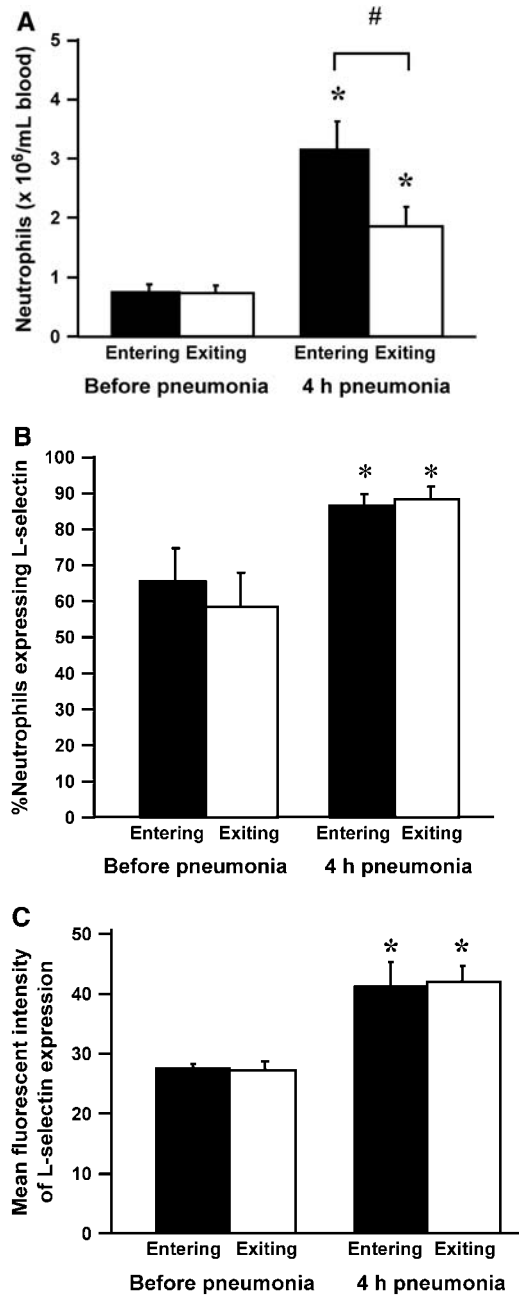 A
#
Neutrophils (x 10⁶/mL blood)
5
4
3
2
1
0
*
*
Entering Exiting Entering Exiting
Before pneumonia 4 h pneumonia
B
%Neutrophils expressing L-selectin
100
90
80
70
60
50
40
30
20
10
0
* *
Entering Exiting Entering Exiting
Before pneumonia 4 h pneumonia
C
Mean fluorescent intensity
of L-selectin expression
50
40
30
20
10
0
* *
Entering Exiting Entering Exiting
Before pneumonia 4 h pneumonia